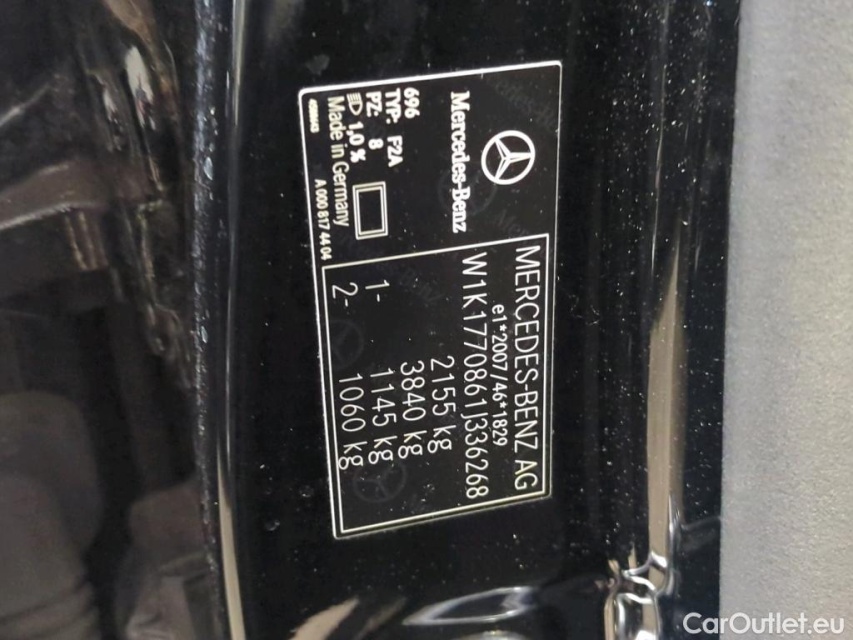 Mercedes-Benz
696
TYP: F2A
PZ: 8
1,0 %
Made in Germany
A 000 817 44 04
MERCEDES-BENZ AG
e1*2007/46*1829
W1K1770861J336268
2155 kg
3840 kg
1- 1145 kg
2- 1060 kg
CarOutlet.eu